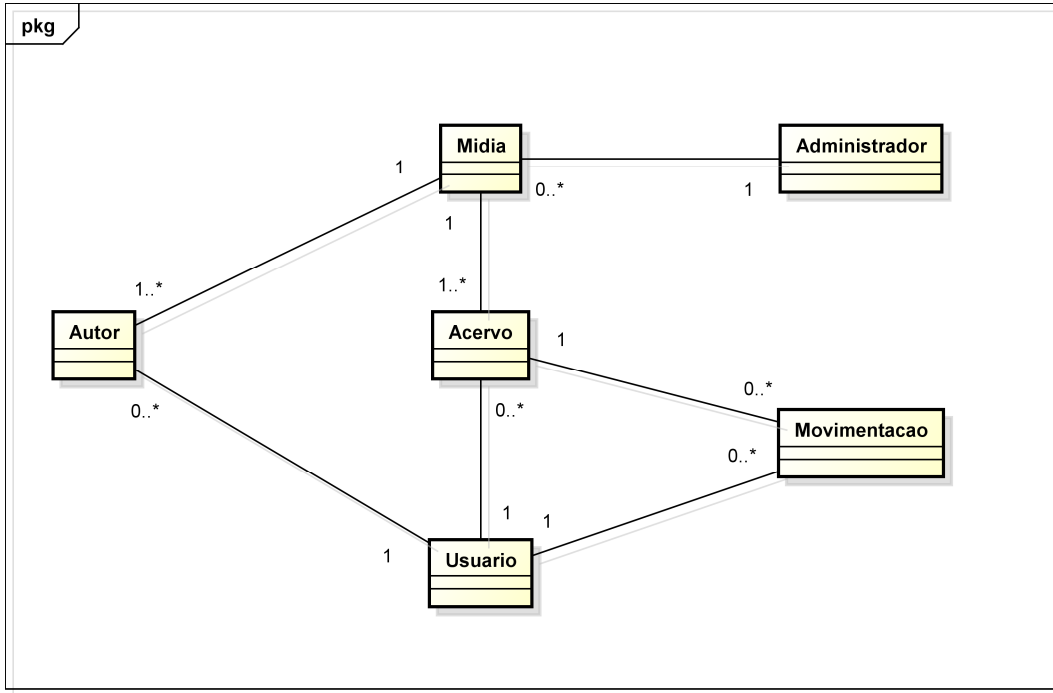 pkg
Midia
Administrador
1
0..*
1
1
1..*
1..*
Autor
Acervo
1
0..*
0..*
0..*
Movimentacao
0..*
1
1
1
Usuario